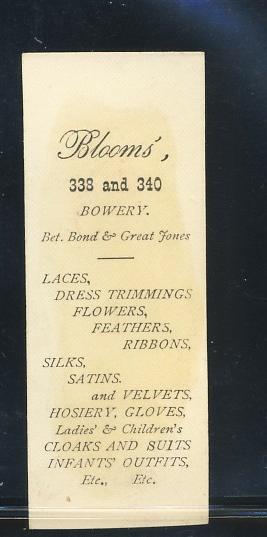 Blooms',
338 and 340
BOWERY.
Bet. Bond & Great Jones
LACES,
DRESS TRIMMINGS
FLOWERS,
FEATHERS,
RIBBONS,
SILKS,
SATINS.
and VELVETS,
HOSIERY, GLOVES,
Ladies' & Children's
CLOAKS AND SUITS
INFANTS' OUTFITS,
Etc., Etc.